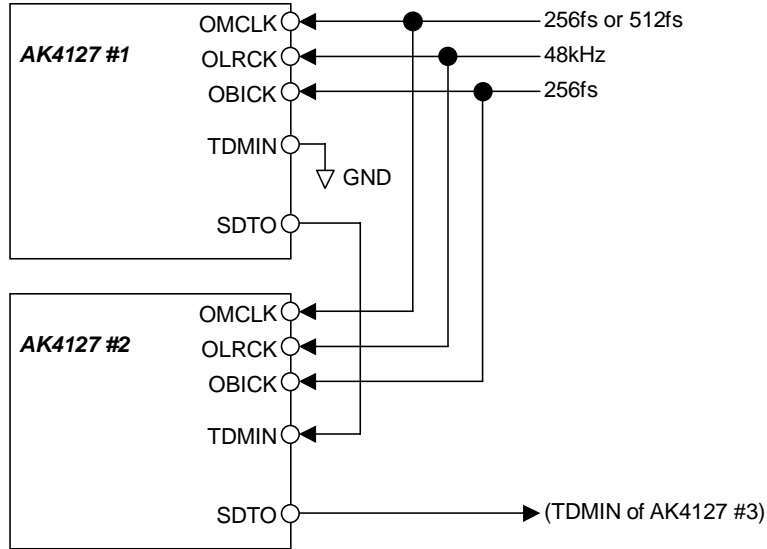 OMCLK 256fs or 512fs
AK4127 #1 OLRCK 48kHz
OBICK 256fs
TDMIN
GND
SDTO
OMCLK
AK4127 #2 OLRCK
OBICK
TDMIN
SDTO (TDMIN of AK4127 #3)